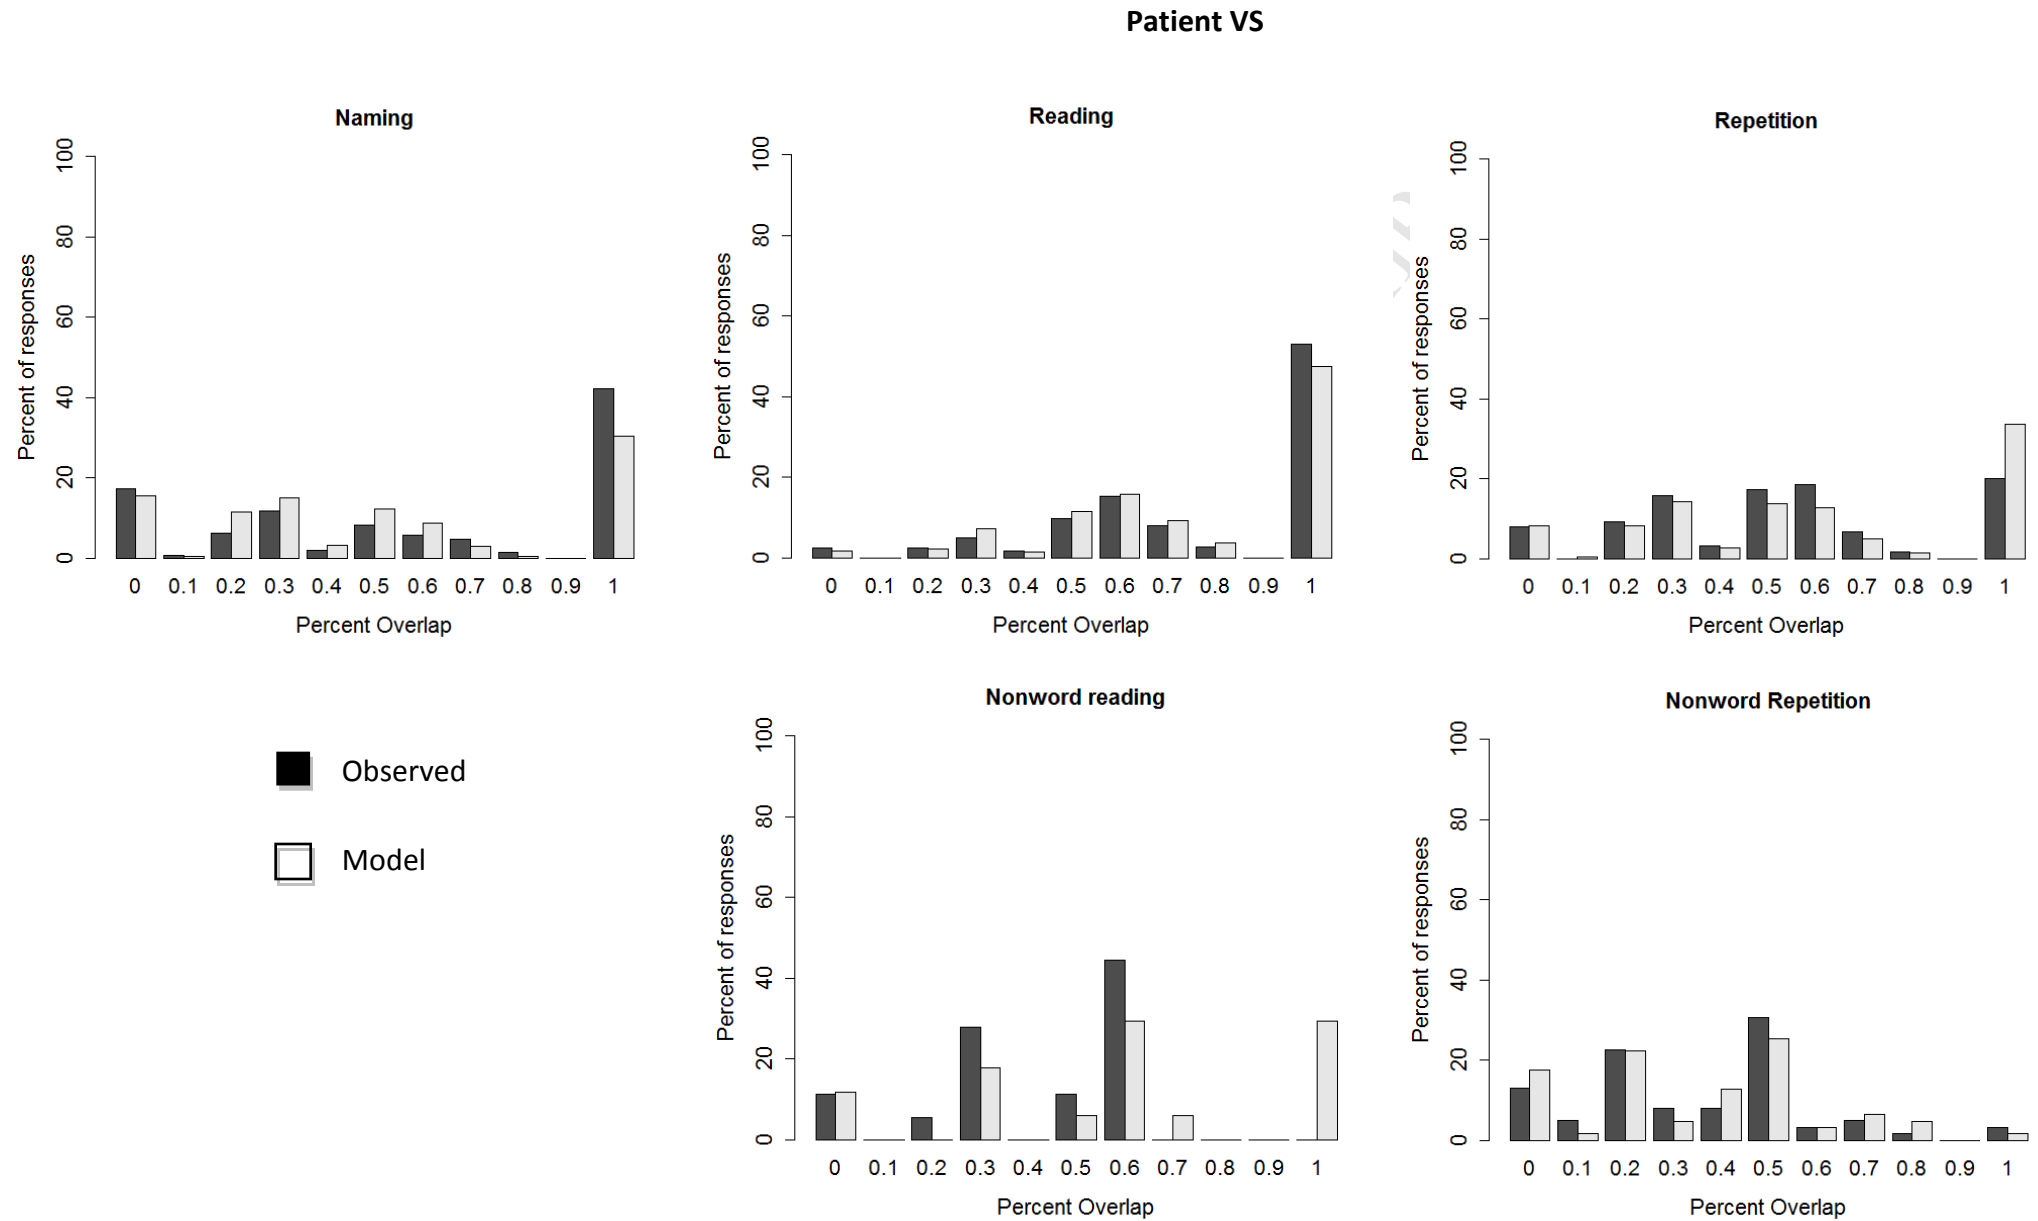 Patient VS
Naming
Percent of responses
0 20 40 60 80 100
0 0.1 0.2 0.3 0.4 0.5 0.6 0.7 0.8 0.9 1
Percent Overlap
Reading
Percent of responses
0 20 40 60 80 100
0 0.1 0.2 0.3 0.4 0.5 0.6 0.7 0.8 0.9 1
Percent Overlap
Repetition
Percent of responses
0 20 40 60 80 100
0 0.1 0.2 0.3 0.4 0.5 0.6 0.7 0.8 0.9 1
Percent Overlap
Observed
Model
Nonword reading
Percent of responses
0 20 40 60 80 100
0 0.1 0.2 0.3 0.4 0.5 0.6 0.7 0.8 0.9 1
Percent Overlap
Nonword Repetition
Percent of responses
0 20 40 60 80 100
0 0.1 0.2 0.3 0.4 0.5 0.6 0.7 0.8 0.9 1
Percent Overlap